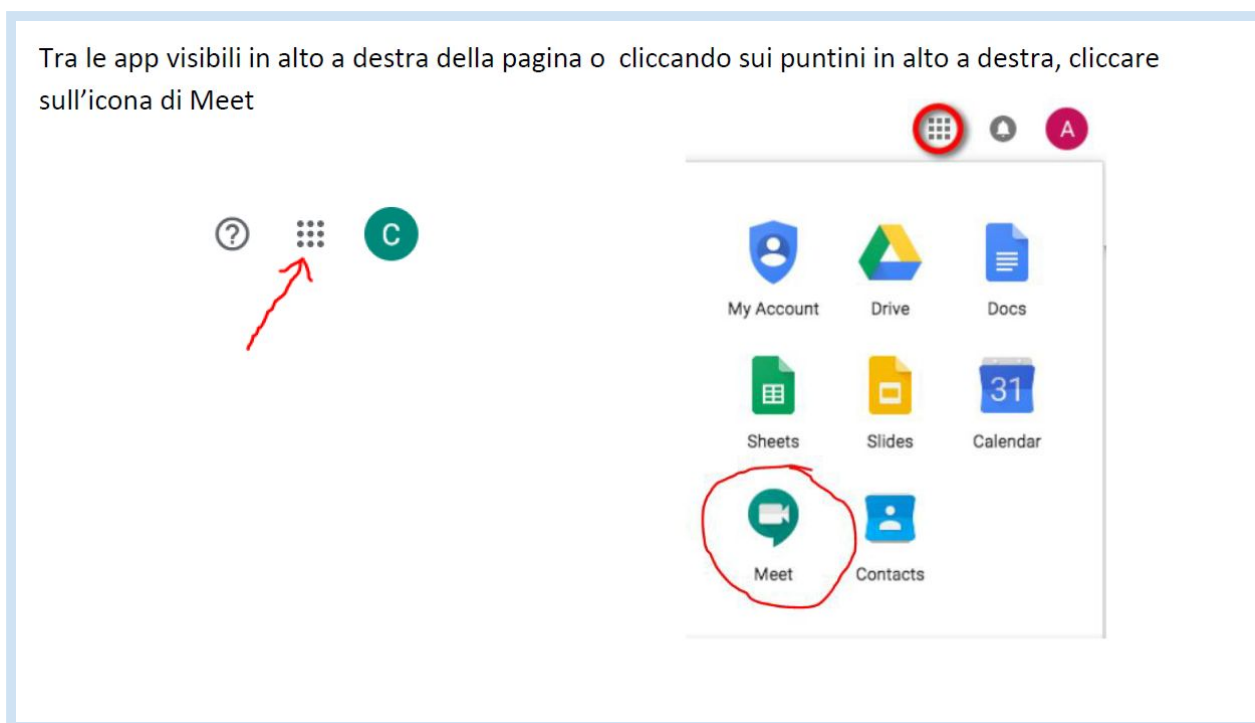 Tra le app visibili in alto a destra della pagina o  cliccando sui puntini in alto a destra, cliccare
sull'icona di Meet
A
? C
My Account Drive Docs
31
Sheets Slides Calendar
Meet Contacts